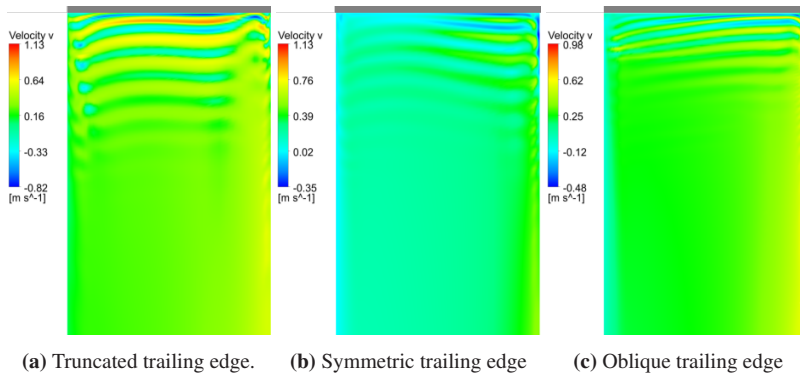 Velocity v
1.13
0.64
0.16
-0.33
-0.82
[m s^-1]
Velocity v
1.13
0.76
0.39
0.02
-0.35
[m s^-1]
Velocity v
0.98
0.62
0.25
-0.12
-0.48
[m s^-1]
(a) Truncated trailing edge.
(b) Symmetric trailing edge
(c) Oblique trailing edge